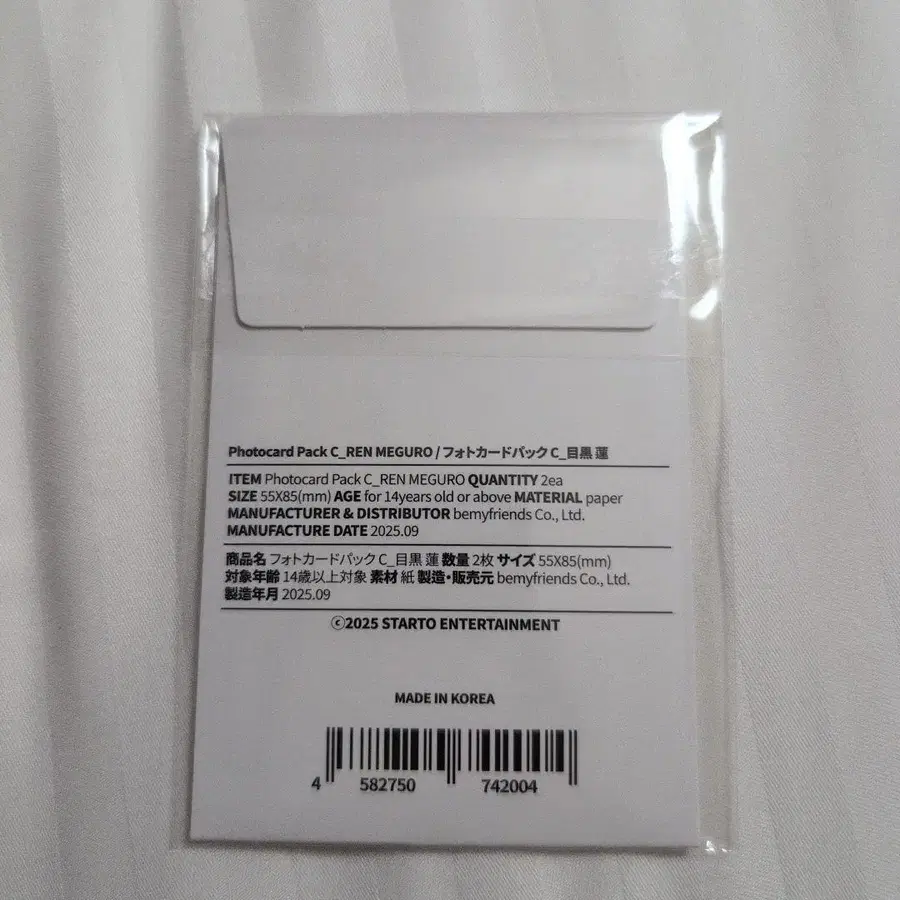 Photocard Pack C_REN MEGURO / フォトカードパック C_目黒 蓮
ITEM Photocard Pack C_REN MEGURO QUANTITY 2ea
SIZE 55X85(mm) AGE for 14years old or above MATERIAL paper
MANUFACTURER & DISTRIBUTOR bemyfriends Co., Ltd.
MANUFACTURE DATE 2025.09
商品名 フォトカードパック C_目黒 蓮 数量 2枚 サイズ 55X85(mm)
対象年齢 14歳以上対象 素材 紙 製造・販売元 bemyfriends Co., Ltd.
製造年月 2025.09
ⓒ2025 STARTO ENTERTAINMENT
MADE IN KOREA
4 582750 742004